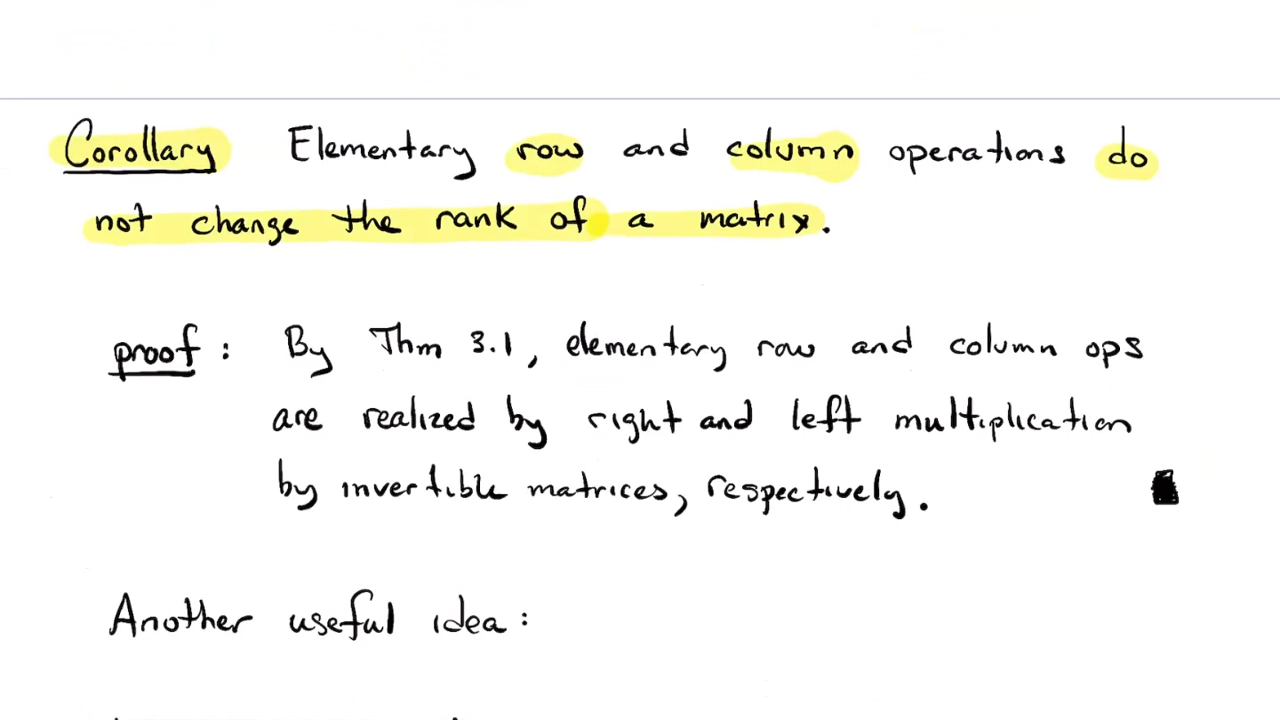 Corollary Elementary row and column operations do
not change the rank of a matrix.
proof: By Thm 3.1, elementary row and column ops
are realized by right and left multiplication
by invertible matrices, respectively.
Another useful idea: